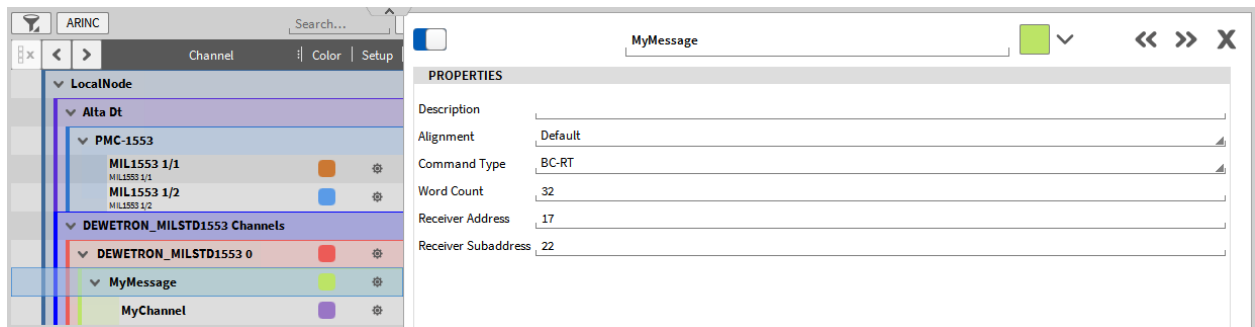 ARINC
Search...
Channel
Color
Setup
LocalNode
Alta Dt
PMC-1553
MIL1553 1/1
MIL1553 1/1
MIL1553 1/2
MIL1553 1/2
DEWETRON_MILSTD1553 Channels
DEWETRON_MILSTD1553 0
MyMessage
MyChannel
MyMessage
PROPERTIES
Description
Alignment Default
Command Type BC-RT
Word Count 32
Receiver Address 17
Receiver Subaddress 22